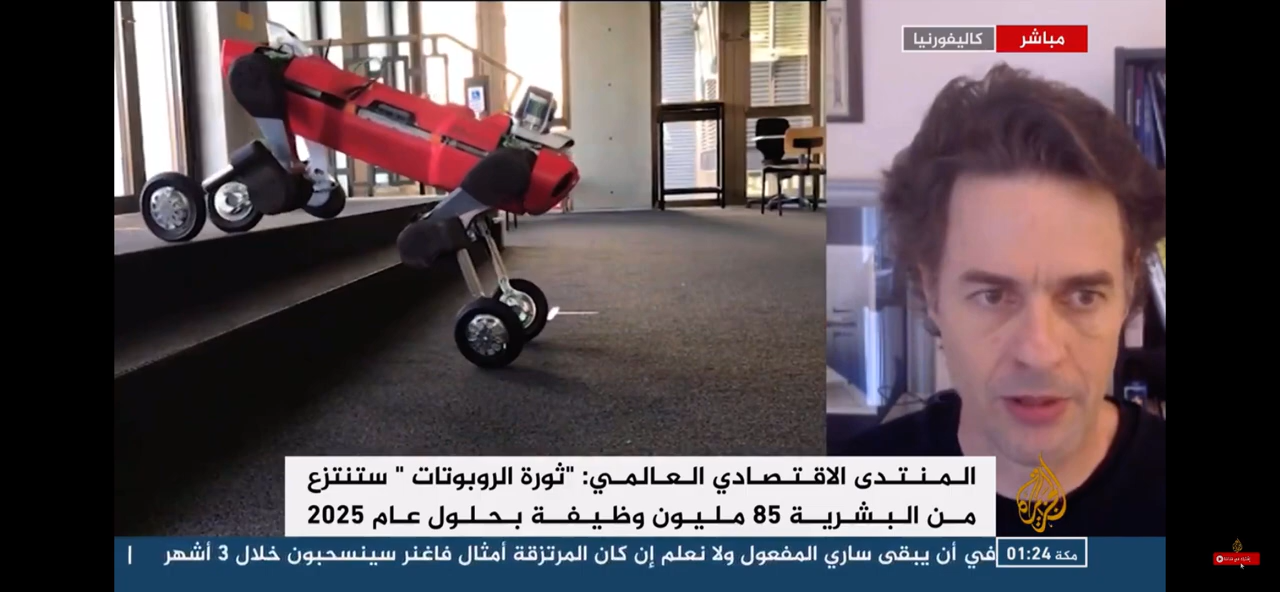 مباشر
كاليفورنيا
المنتدى الاقتصادي العالمي: "ثورة الروبوتات " ستنتزع
من البشرية 85 مليون وظيفة بحلول عام 2025
مكة 01:24
في أن يبقى ساري المفعول ولا نعلم إن كان المرتزقة أمثال فاغنر سينسحبون خلال 3 أشهر |